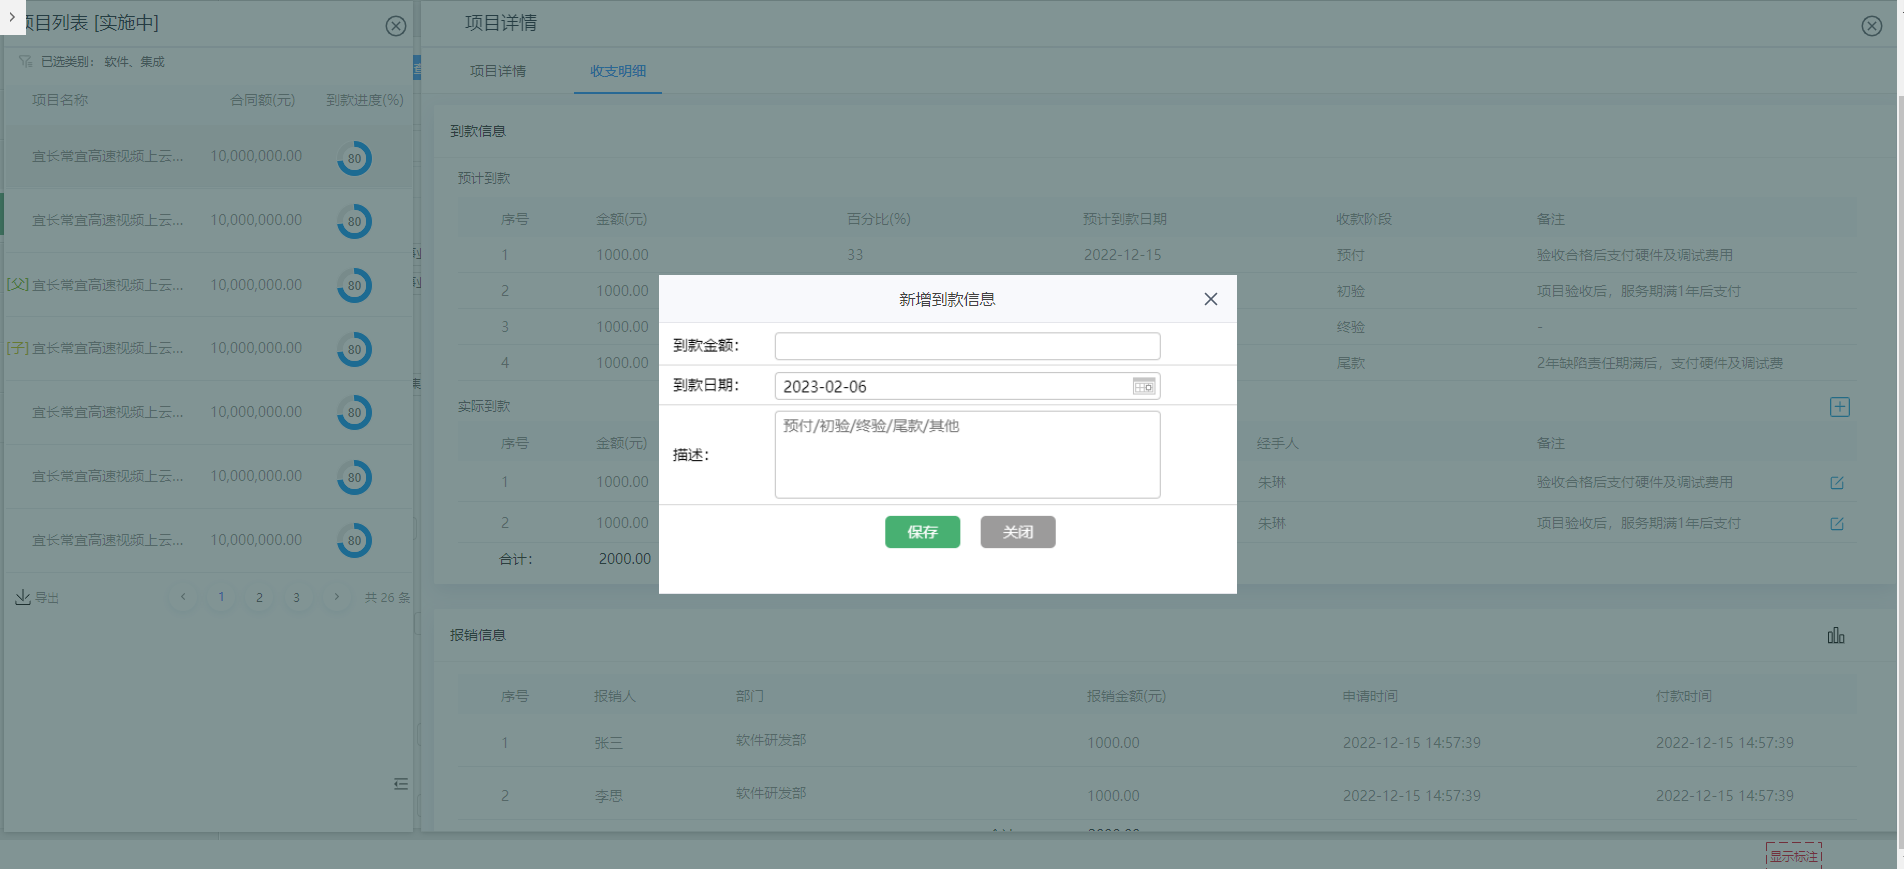 项目列表 [实施中]
已选类别： 软件、集成
项目名称 合同额(元) 到款进度(%)
宜长常宜高速视频上云... 10,000,000.00 80
宜长常宜高速视频上云... 10,000,000.00 80
[父] 宜长常宜高速视频上云... 10,000,000.00 80
[子] 宜长常宜高速视频上云... 10,000,000.00 80
宜长常宜高速视频上云... 10,000,000.00 80
宜长常宜高速视频上云... 10,000,000.00 80
宜长常宜高速视频上云... 10,000,000.00 80
导出 < 1 2 3 > 共 26 条
项目详情
项目详情 收支明细
到款信息
预计到款
序号 金额(元) 百分比(%) 预计到款日期 收款阶段 备注
1 1000.00 33 2022-12-15 预付 验收合格后支付硬件及调试费用
2 1000.00 初验 项目验收后，服务期满1年后支付
3 1000.00 终验 -
4 1000.00 尾款 2年缺陷责任期满后，支付硬件及调试费
实际到款
序号 金额(元) 经手人 备注
1 1000.00 朱琳 验收合格后支付硬件及调试费用
2 1000.00 朱琳 项目验收后，服务期满1年后支付
合计： 2000.00
新增到款信息
到款金额：
到款日期： 2023-02-06
描述： 预付/初验/终验/尾款/其他
保存 关闭
报销信息
序号 报销人 部门 报销金额(元) 申请时间 付款时间
1 张三 软件研发部 1000.00 2022-12-15 14:57:39 2022-12-15 14:57:39
2 李思 软件研发部 1000.00 2022-12-15 14:57:39 2022-12-15 14:57:39
显示标注